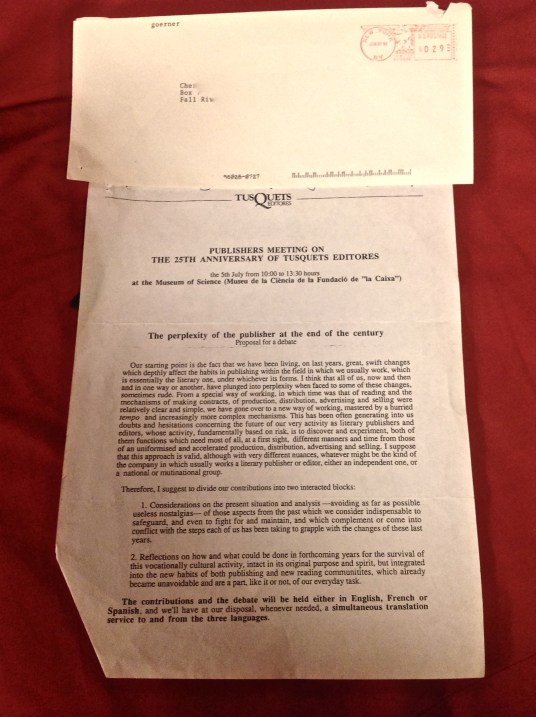 goerner
Box
Fall Riv
029
96025-0717
TUSQUETS
EDITORES
PUBLISHERS MEETING ON
THE 25TH ANNIVERSARY OF TUSQUETS EDITORES
the 5th July from 10:00 to 13:30 hours
at the Museum of Science (Museu de la Ciència de la Fundació de "la Caixa")
The perplexity of the publisher at the end of the century
Proposal for a debate
Our starting point is the fact that we have been living, on last years, great, swift changes
which depthly affect the habits in publishing within the field in which we usually work, which
is essentially the literary one, under whichever its forms. I think that all of us, now and then
and in one way or another, have plunged into perplexity when faced to some of these changes,
sometimes rude. From a special way of working, in which time was that of reading and the
mechanisms of making contracts, of production, distribution, advertising and selling were
relatively clear and simple, we have gone over to a new way of working, mastered by a hurried
tempo and increasingly more complex mechanisms. This has been often generating into us
doubts and hesitations concerning the future of our very activity as literary publishers and
editors, whose activity, fundamentally based on risk, is to discover and experiment, both of
them functions which need most of all, at a first sight, different manners and time from those
of an uniformised and accelerated production, distribution, advertising and selling. I suppose
that this approach is valid, although with very different nuances, whatever might be the kind of
the company in which usually works a literary publisher or editor, either an independent one, or
a national or mutinational group.
Therefore, I suggest to divide our contributions into two interacted blocks:
1. Considerations on the present situation and analysis —avoiding as far as possible
useless nostalgias— of those aspects from the past which we consider indispensable to
safeguard, and even to fight for and maintain, and which complement or come into
conflict with the steps each of us has been taking to grapple with the changes of these last
years.
2. Reflections on how and what could be done in forthcoming years for the survival of
this vocationally cultural activity, intact in its original purpose and spirit, but integrated
into the new habits of both publishing and new reading communitites, which already
became unavoidable and are a part, like it or not, of our everyday task.
The contributions and the debate will be held either in English, French or
Spanish, and we'll have at our disposal, whenever needed, a simultaneous translation
service to and from the three languages.